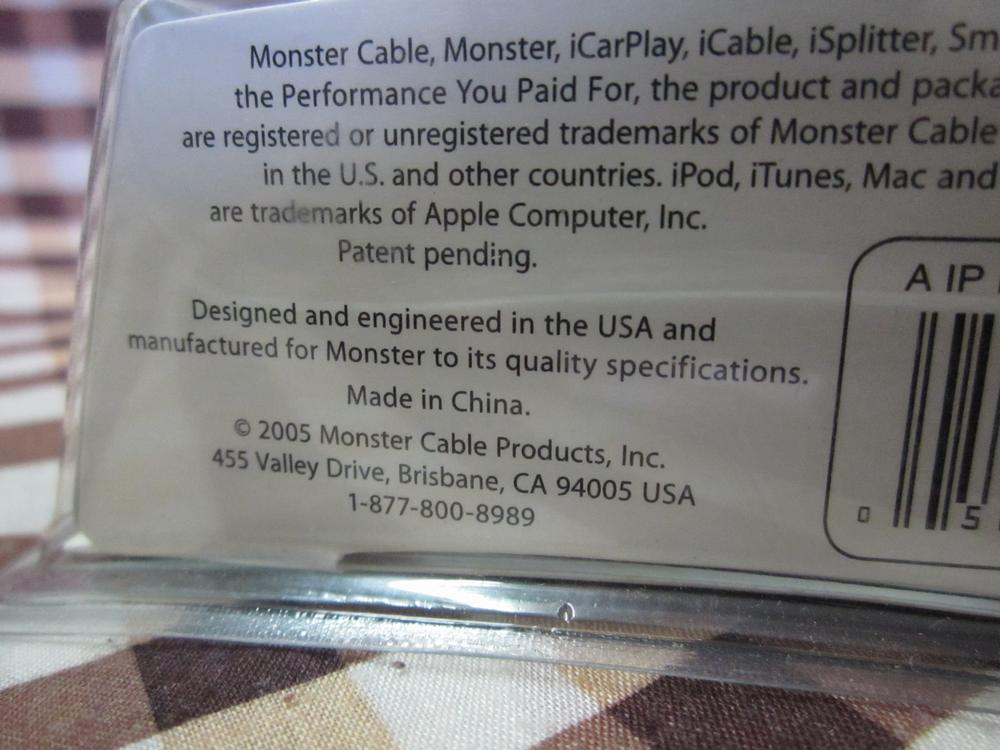 Monster Cable, Monster, iCarPlay, iCable, iSplitter, Sm
the Performance You Paid For, the product and packa
are registered or unregistered trademarks of Monster Cable
in the U.S. and other countries. iPod, iTunes, Mac and
are trademarks of Apple Computer, Inc.
Patent pending.
Designed and engineered in the USA and
manufactured for Monster to its quality specifications.
Made in China.
© 2005 Monster Cable Products, Inc.
455 Valley Drive, Brisbane, CA 94005 USA
1-877-800-8989
A IP
0 5